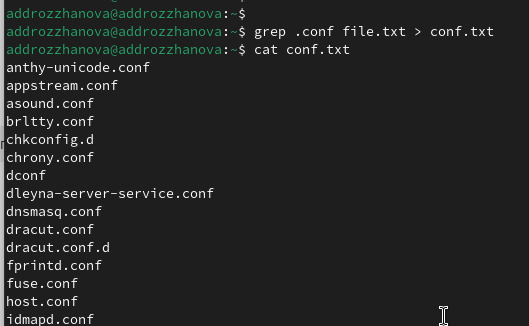 addrozzhanova@addrozzhanova:~$
addrozzhanova@addrozzhanova:~$ grep .conf file.txt > conf.txt
addrozzhanova@addrozzhanova:~$ cat conf.txt
anthy-unicode.conf
appstream.conf
asound.conf
brltty.conf
chkconfig.d
chrony.conf
dconf
dleyna-server-service.conf
dnsmasq.conf
dracut.conf
dracut.conf.d
fprintd.conf
fuse.conf
host.conf
idmapd.conf